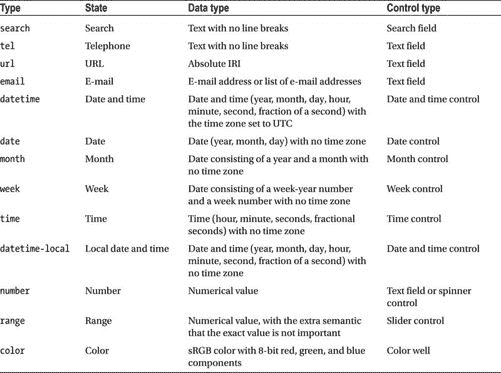 Type State Data type Control type
search Search Text with no line breaks Search field
tel Telephone Text with no line breaks Text field
url URL Absolute IRI Text field
email E-mail E-mail address or list of e-mail addresses Text field
datetime Date and time Date and time (year, month, day, hour, Date and time control
minute, second, fraction of a second) with
the time zone set to UTC
date Date Date (year, month, day) with no time zone Date control
month Month Date consisting of a year and a month with Month control
no time zone
week Week Date consisting of a week-year number Week control
and a week number with no time zone
time Time Time (hour, minute, seconds, fractional Time control
seconds) with no time zone
datetime-local Local date and time Date and time (year, month, day, hour, Date and time control
minute, second, fraction of a second) with
no time zone
number Number Numerical value Text field or spinner
control
range Range Numerical value, with the extra semantic Slider control
that the exact value is not important
color Color sRGB color with 8-bit red, green, and blue Color well
components